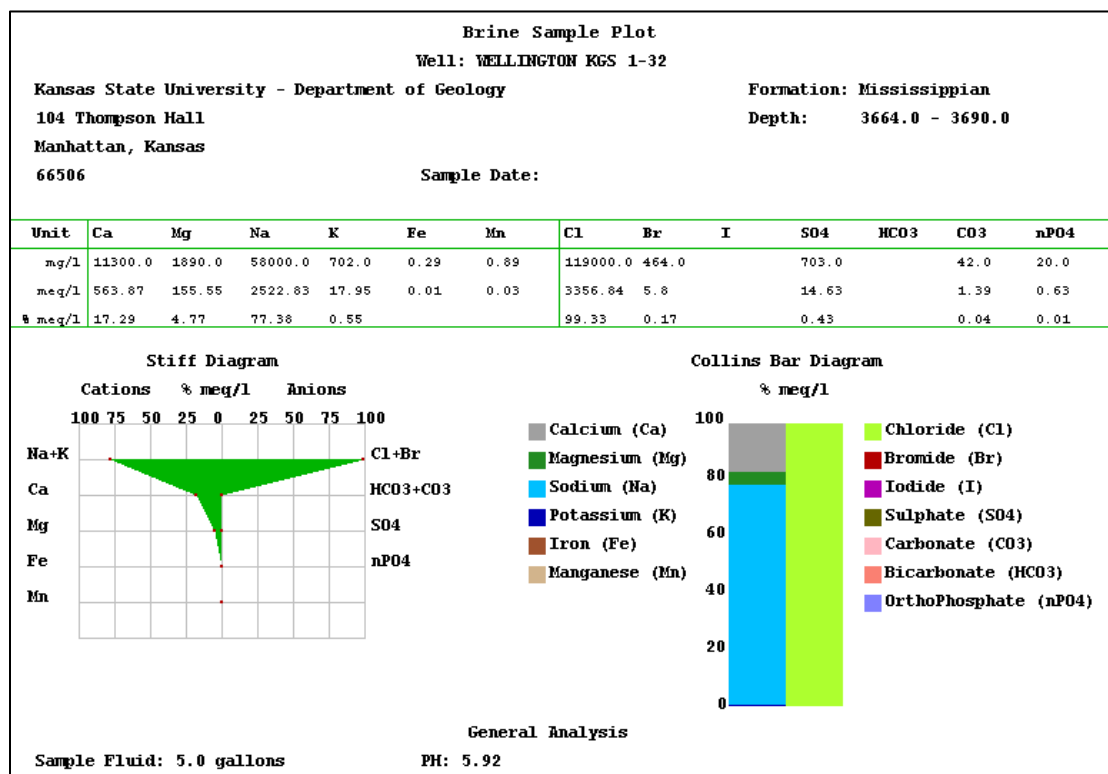 Brine Sample Plot
Well: WELLINGTON KGS 1-32
Kansas State University - Department of Geology Formation: Mississippian
104 Thompson Hall Depth: 3664.0 - 3690.0
Manhattan, Kansas
66506 Sample Date:
Unit Ca Mg Na K Fe Mn Cl Br I SO4 HCO3 CO3 nPO4
mg/l 11300.0 1890.0 58000.0 702.0 0.29 0.89 119000.0 464.0 703.0 42.0 20.0
meq/l 563.87 155.55 2522.83 17.95 0.01 0.03 3356.84 5.8 14.63 1.39 0.63
% meq/l 17.29 4.77 77.38 0.55 99.33 0.17 0.43 0.04 0.01
Stiff Diagram
Cations % meq/l Anions
100 75 50 25 0 25 50 75 100
Na+K Cl+Br
Ca HCO3+CO3
Mg SO4
Fe nPO4
Mn
Collins Bar Diagram
% meq/l
100
80
60
40
20
0
Calcium (Ca)
Magnesium (Mg)
Sodium (Na)
Potassium (K)
Iron (Fe)
Manganese (Mn)
Chloride (Cl)
Bromide (Br)
Iodide (I)
Sulphate (SO4)
Carbonate (CO3)
Bicarbonate (HCO3)
OrthoPhosphate (nPO4)
General Analysis
Sample Fluid: 5.0 gallons PH: 5.92